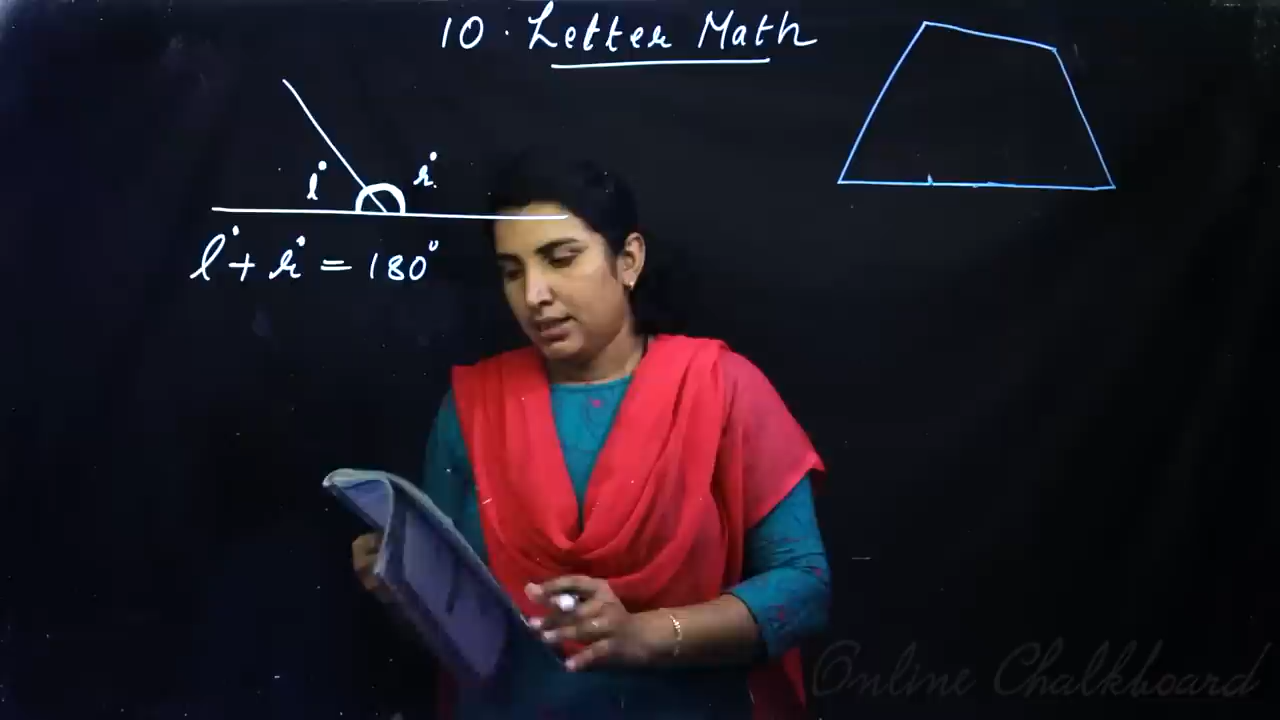 10. Letter Math
l° r°
l° + r° = 180°
Online Chalkboard